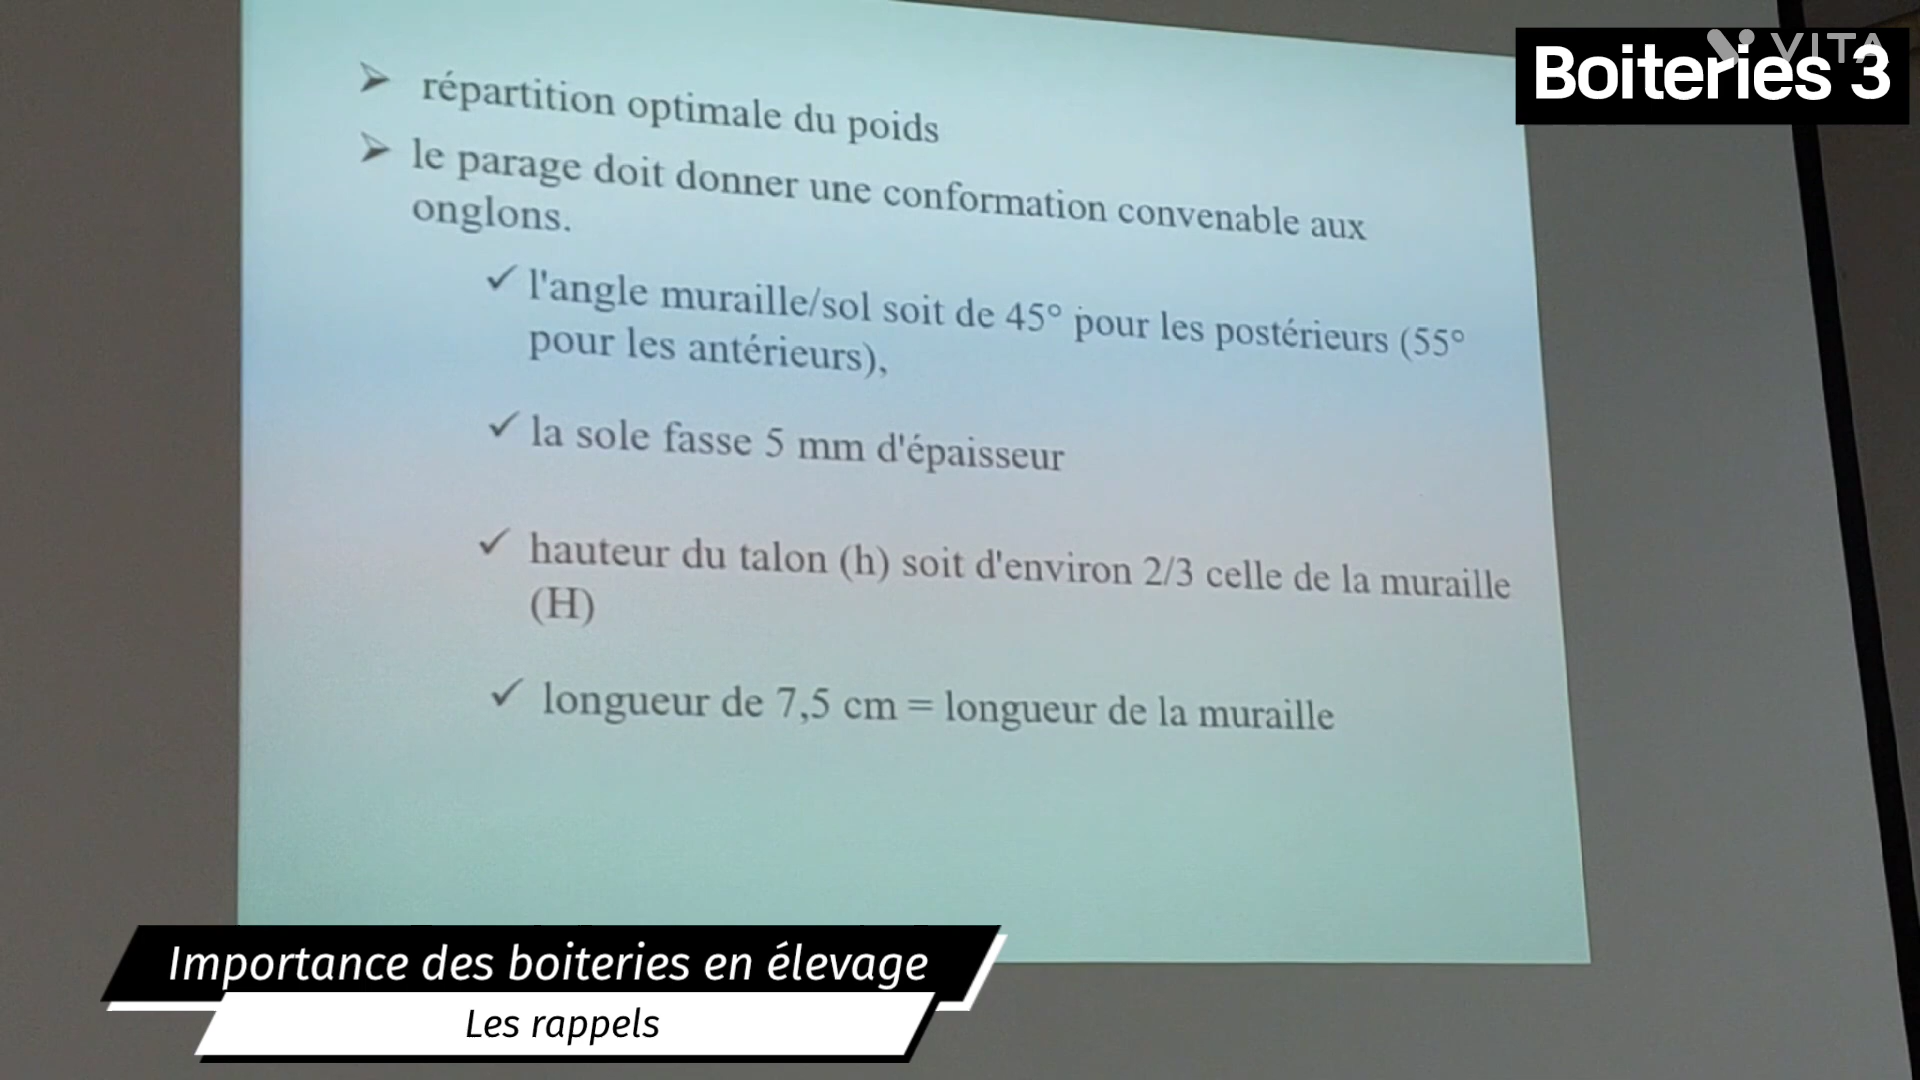 VITA
Boiteries 3
➢ répartition optimale du poids
➢ le parage doit donner une conformation convenable aux
onglons.
✓ l'angle muraille/sol soit de 45° pour les postérieurs (55°
pour les antérieurs),
✓ la sole fasse 5 mm d'épaisseur
✓ hauteur du talon (h) soit d'environ 2/3 celle de la muraille
(H)
✓ longueur de 7,5 cm = longueur de la muraille
Importance des boiteries en élevage
Les rappels